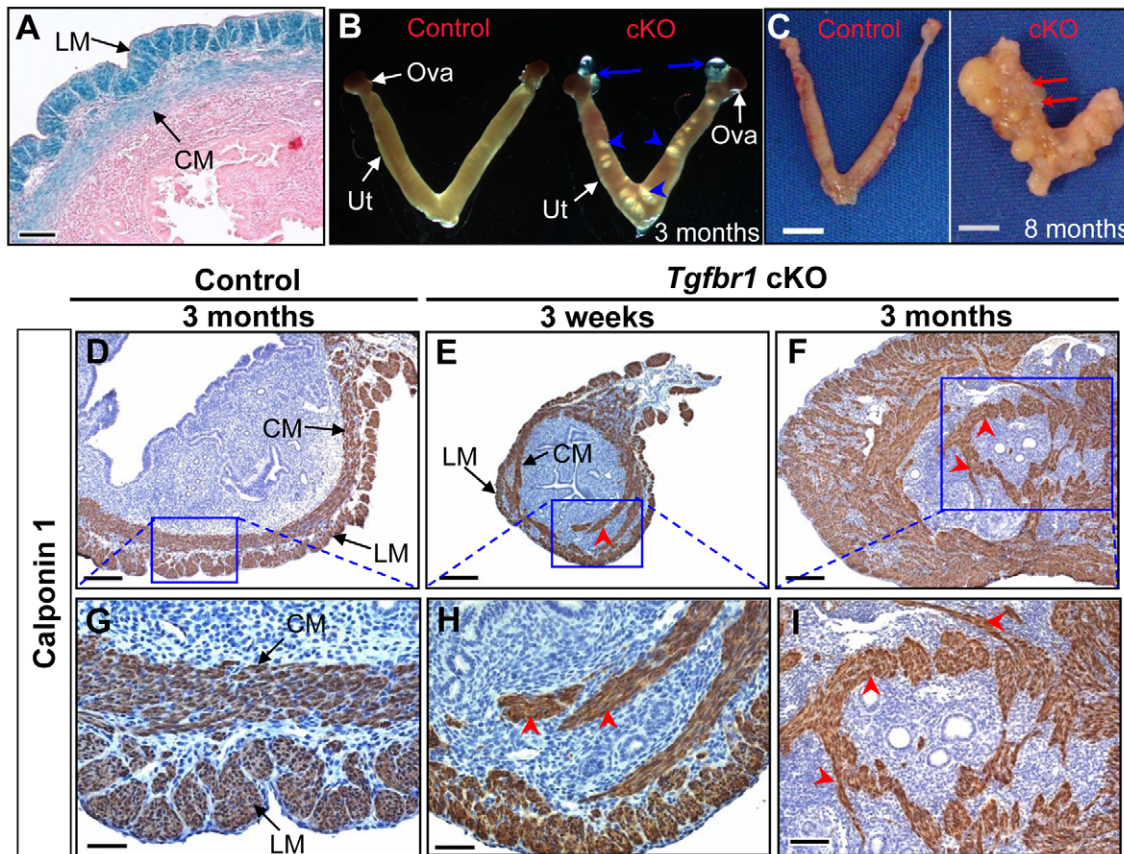 A
LM
CM
B
Control
cKO
Ova
Ova
Ut
Ut
3 months
C
Control
cKO
8 months
Control
Tgfbr1 cKO
3 months
3 weeks
3 months
Calponin 1
D
CM
LM
E
CM
LM
F
G
CM
LM
H
I